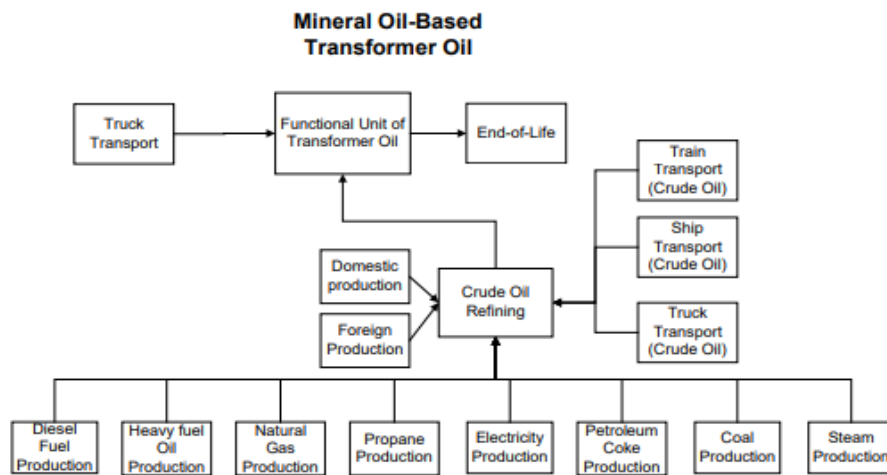 Mineral Oil-Based
Transformer Oil
Truck
Transport
Functional Unit of
Transformer Oil
End-of-Life
Train
Transport
(Crude Oil)
Ship
Transport
(Crude Oil)
Truck
Transport
(Crude Oil)
Domestic
production
Foreign
Production
Crude Oil
Refining
Diesel
Fuel
Production
Heavy fuel
Oil
Production
Natural
Gas
Production
Propane
Production
Electricity
Production
Petroleum
Coke
Production
Coal
Production
Steam
Production